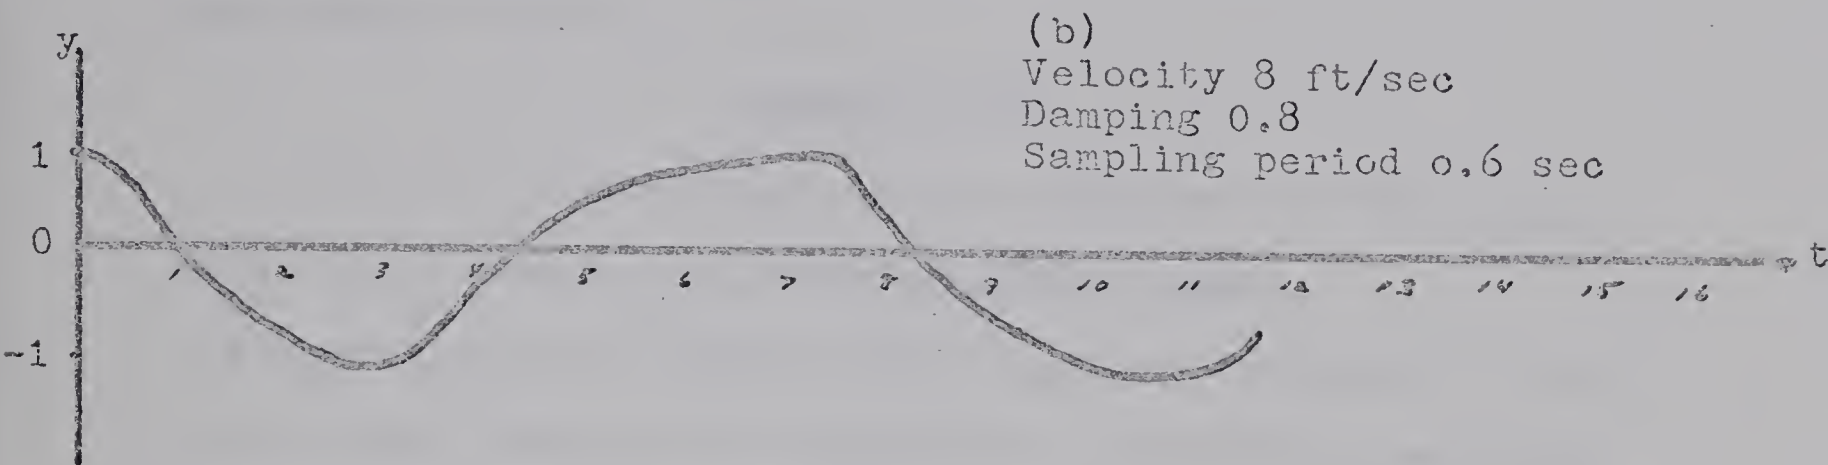 (b)
Velocity 8 ft/sec
Damping 0.8
Sampling period 0.6 sec
y
1
0
-1
1 2 3 4 5 6 7 8 9 10 11 12 13 14 15 16
t